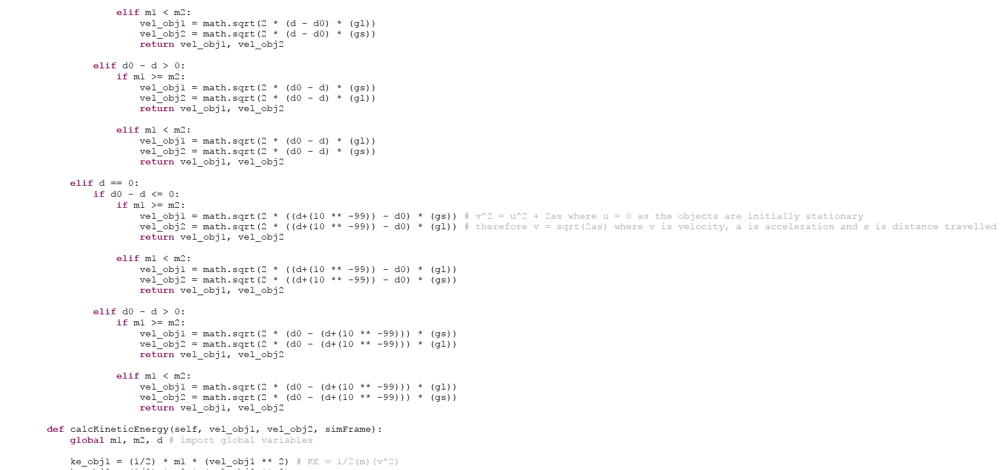 elif m1 < m2:
vel_obj1 = math.sqrt(2 * (d - d0) * (gl))
vel_obj2 = math.sqrt(2 * (d - d0) * (gs))
return vel_obj1, vel_obj2
elif d0 - d > 0:
if m1 >= m2:
vel_obj1 = math.sqrt(2 * (d0 - d) * (gs))
vel_obj2 = math.sqrt(2 * (d0 - d) * (gl))
return vel_obj1, vel_obj2
elif m1 < m2:
vel_obj1 = math.sqrt(2 * (d0 - d) * (gl))
vel_obj2 = math.sqrt(2 * (d0 - d) * (gs))
return vel_obj1, vel_obj2
elif d == 0:
if d0 - d <= 0:
if m1 >= m2:
vel_obj1 = math.sqrt(2 * ((d+(10 ** -99)) - d0) * (gs)) # v^2 = u^2 + 2as where u = 0 as the objects are initially stationary
vel_obj2 = math.sqrt(2 * ((d+(10 ** -99)) - d0) * (gl)) # therefore v = sqrt(2as) where v is velocity, a is acceleration and s is distance travelled
return vel_obj1, vel_obj2
elif m1 < m2:
vel_obj1 = math.sqrt(2 * ((d+(10 ** -99)) - d0) * (gl))
vel_obj2 = math.sqrt(2 * ((d+(10 ** -99)) - d0) * (gs))
return vel_obj1, vel_obj2
elif d0 - d > 0:
if m1 >= m2:
vel_obj1 = math.sqrt(2 * (d0 - (d+(10 ** -99))) * (gs))
vel_obj2 = math.sqrt(2 * (d0 - (d+(10 ** -99))) * (gl))
return vel_obj1, vel_obj2
elif m1 < m2:
vel_obj1 = math.sqrt(2 * (d0 - (d+(10 ** -99))) * (gl))
vel_obj2 = math.sqrt(2 * (d0 - (d+(10 ** -99))) * (gs))
return vel_obj1, vel_obj2
def calcKineticEnergy(self, vel_obj1, vel_obj2, simFrame):
global m1, m2, d # import global variables
ke_obj1 = (1/2) * m1 * (vel_obj1 ** 2) # KE = 1/2(m)(v^2)